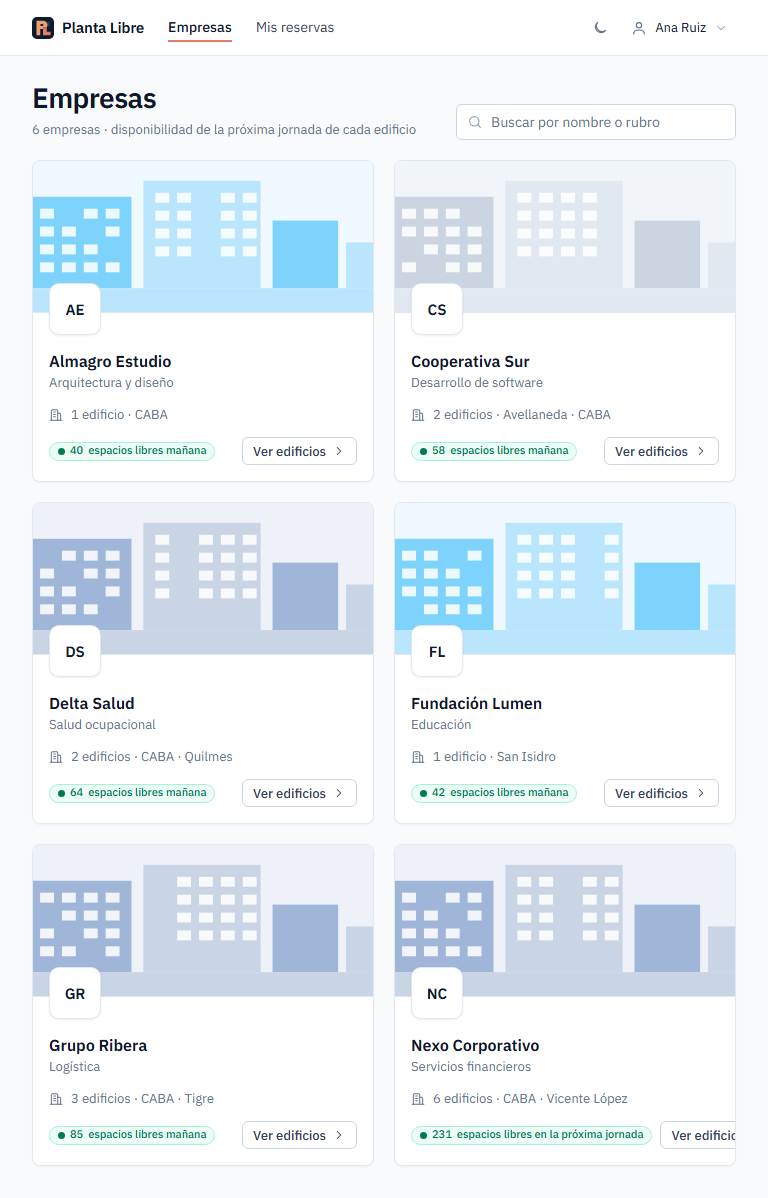 Planta Libre
Empresas
Mis reservas
Ana Ruiz
Empresas
6 empresas · disponibilidad de la próxima jornada de cada edificio
Buscar por nombre o rubro
AE
Almagro Estudio
Arquitectura y diseño
1 edificio · CABA
40 espacios libres mañana
Ver edificios
CS
Cooperativa Sur
Desarrollo de software
2 edificios · Avellaneda · CABA
58 espacios libres mañana
Ver edificios
DS
Delta Salud
Salud ocupacional
2 edificios · CABA · Quilmes
64 espacios libres mañana
Ver edificios
FL
Fundación Lumen
Educación
1 edificio · San Isidro
42 espacios libres mañana
Ver edificios
GR
Grupo Ribera
Logística
3 edificios · CABA · Tigre
85 espacios libres mañana
Ver edificios
NC
Nexo Corporativo
Servicios financieros
6 edificios · CABA · Vicente López
231 espacios libres en la próxima jornada
Ver edificio